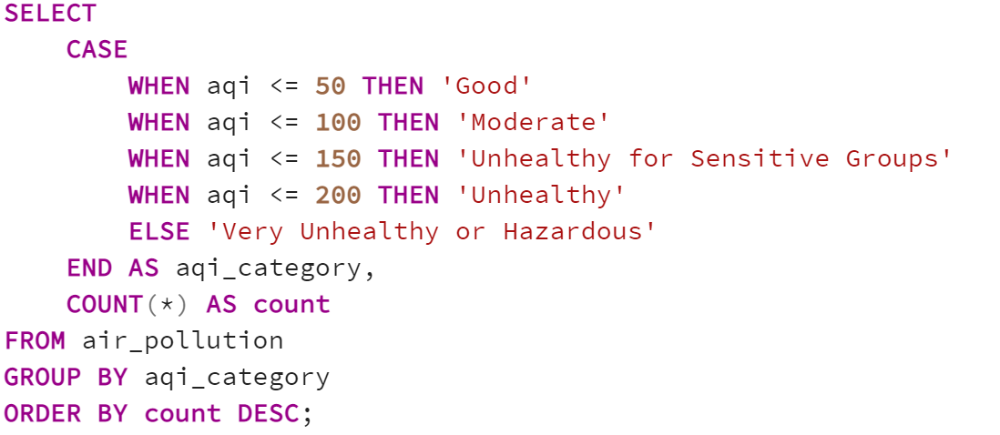 SELECT
    CASE
        WHEN aqi <= 50 THEN 'Good'
        WHEN aqi <= 100 THEN 'Moderate'
        WHEN aqi <= 150 THEN 'Unhealthy for Sensitive Groups'
        WHEN aqi <= 200 THEN 'Unhealthy'
        ELSE 'Very Unhealthy or Hazardous'
    END AS aqi_category,
    COUNT(*) AS count
FROM air_pollution
GROUP BY aqi_category
ORDER BY count DESC;